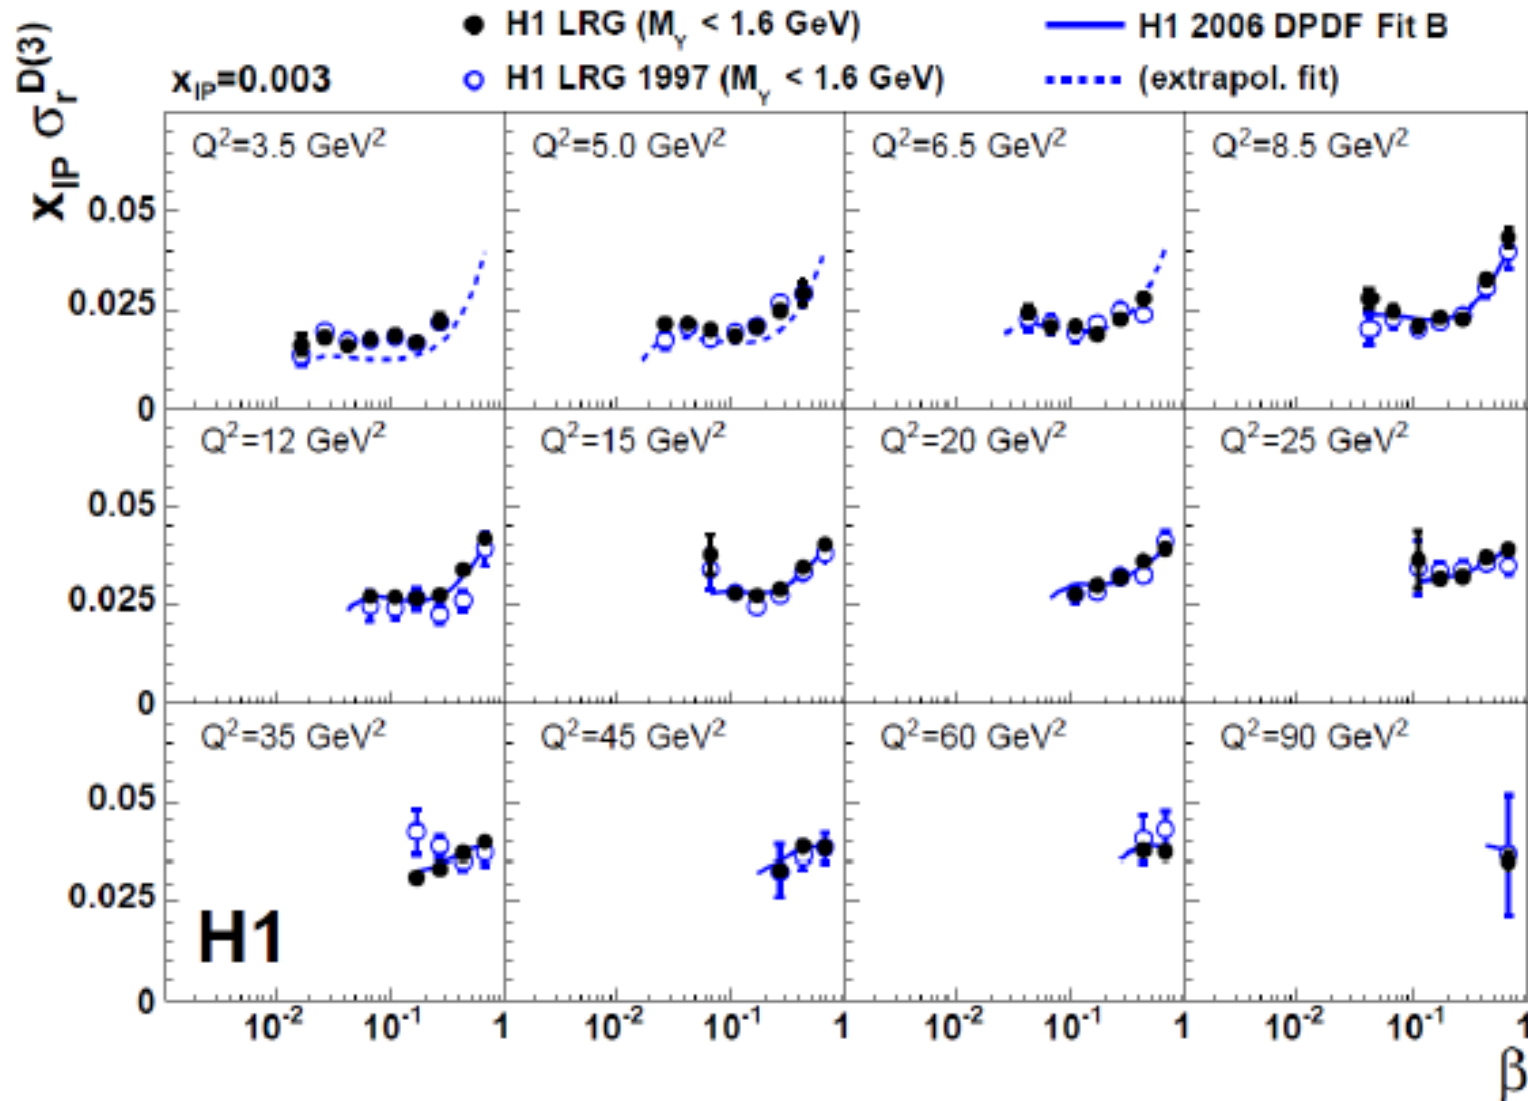 ● H1 LRG (M_Y < 1.6 GeV) H1 2006 DPDF Fit B
x_IP=0.003 ○ H1 LRG 1997 (M_Y < 1.6 GeV) (extrapol. fit)
x_IP σ_r^D(3)
Q²=3.5 GeV² Q²=5.0 GeV² Q²=6.5 GeV² Q²=8.5 GeV²
0.05
0.025
0
Q²=12 GeV² Q²=15 GeV² Q²=20 GeV² Q²=25 GeV²
0.05
0.025
0
Q²=35 GeV² Q²=45 GeV² Q²=60 GeV² Q²=90 GeV²
0.05
0.025
H1
0
10⁻² 10⁻¹ 1 10⁻² 10⁻¹ 1 10⁻² 10⁻¹ 1 10⁻² 10⁻¹ 1
β